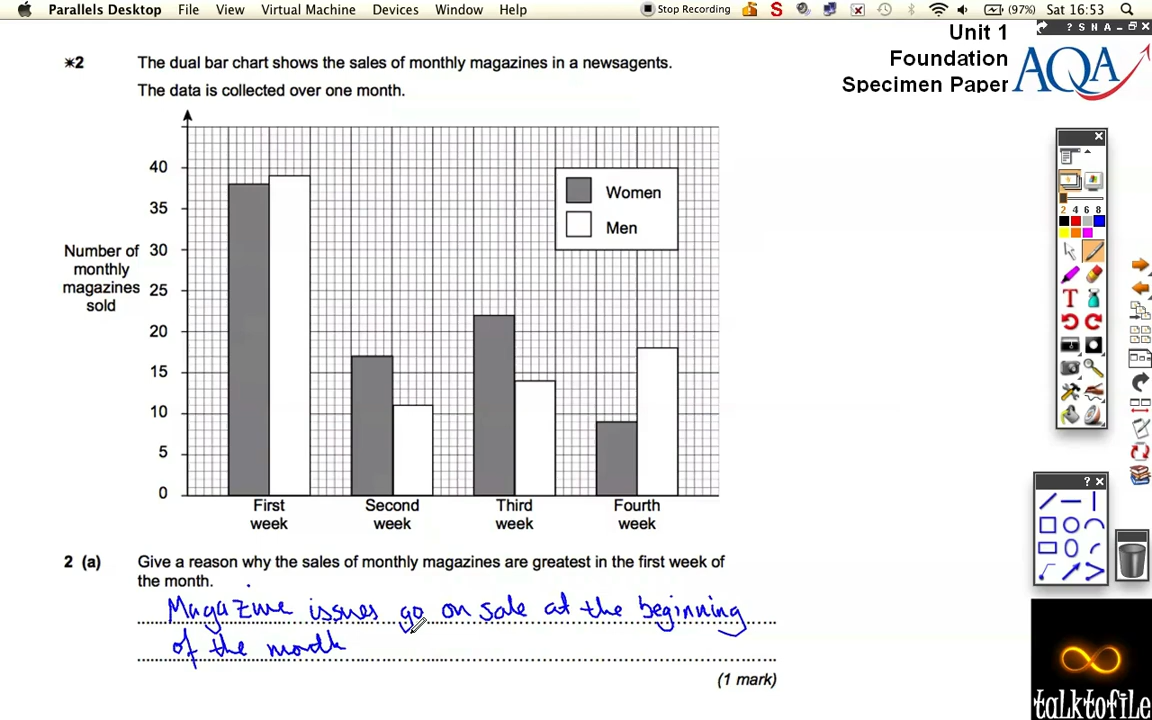 Parallels Desktop File View Virtual Machine Devices Window Help Stop Recording S (97%) Sat 16:53
Unit 1
Foundation
Specimen Paper
AQA
? S N A
✶2 The dual bar chart shows the sales of monthly magazines in a newsagents.
The data is collected over one month.
40
35
30
25
20
15
10
5
0
Number of
monthly
magazines
sold
Women
Men
First
week
Second
week
Third
week
Fourth
week
2 (a) Give a reason why the sales of monthly magazines are greatest in the first week of
the month.
Magazine issues go on sale at the beginning
of the month
(1 mark)
2 4 6 8
T
?
talktofile